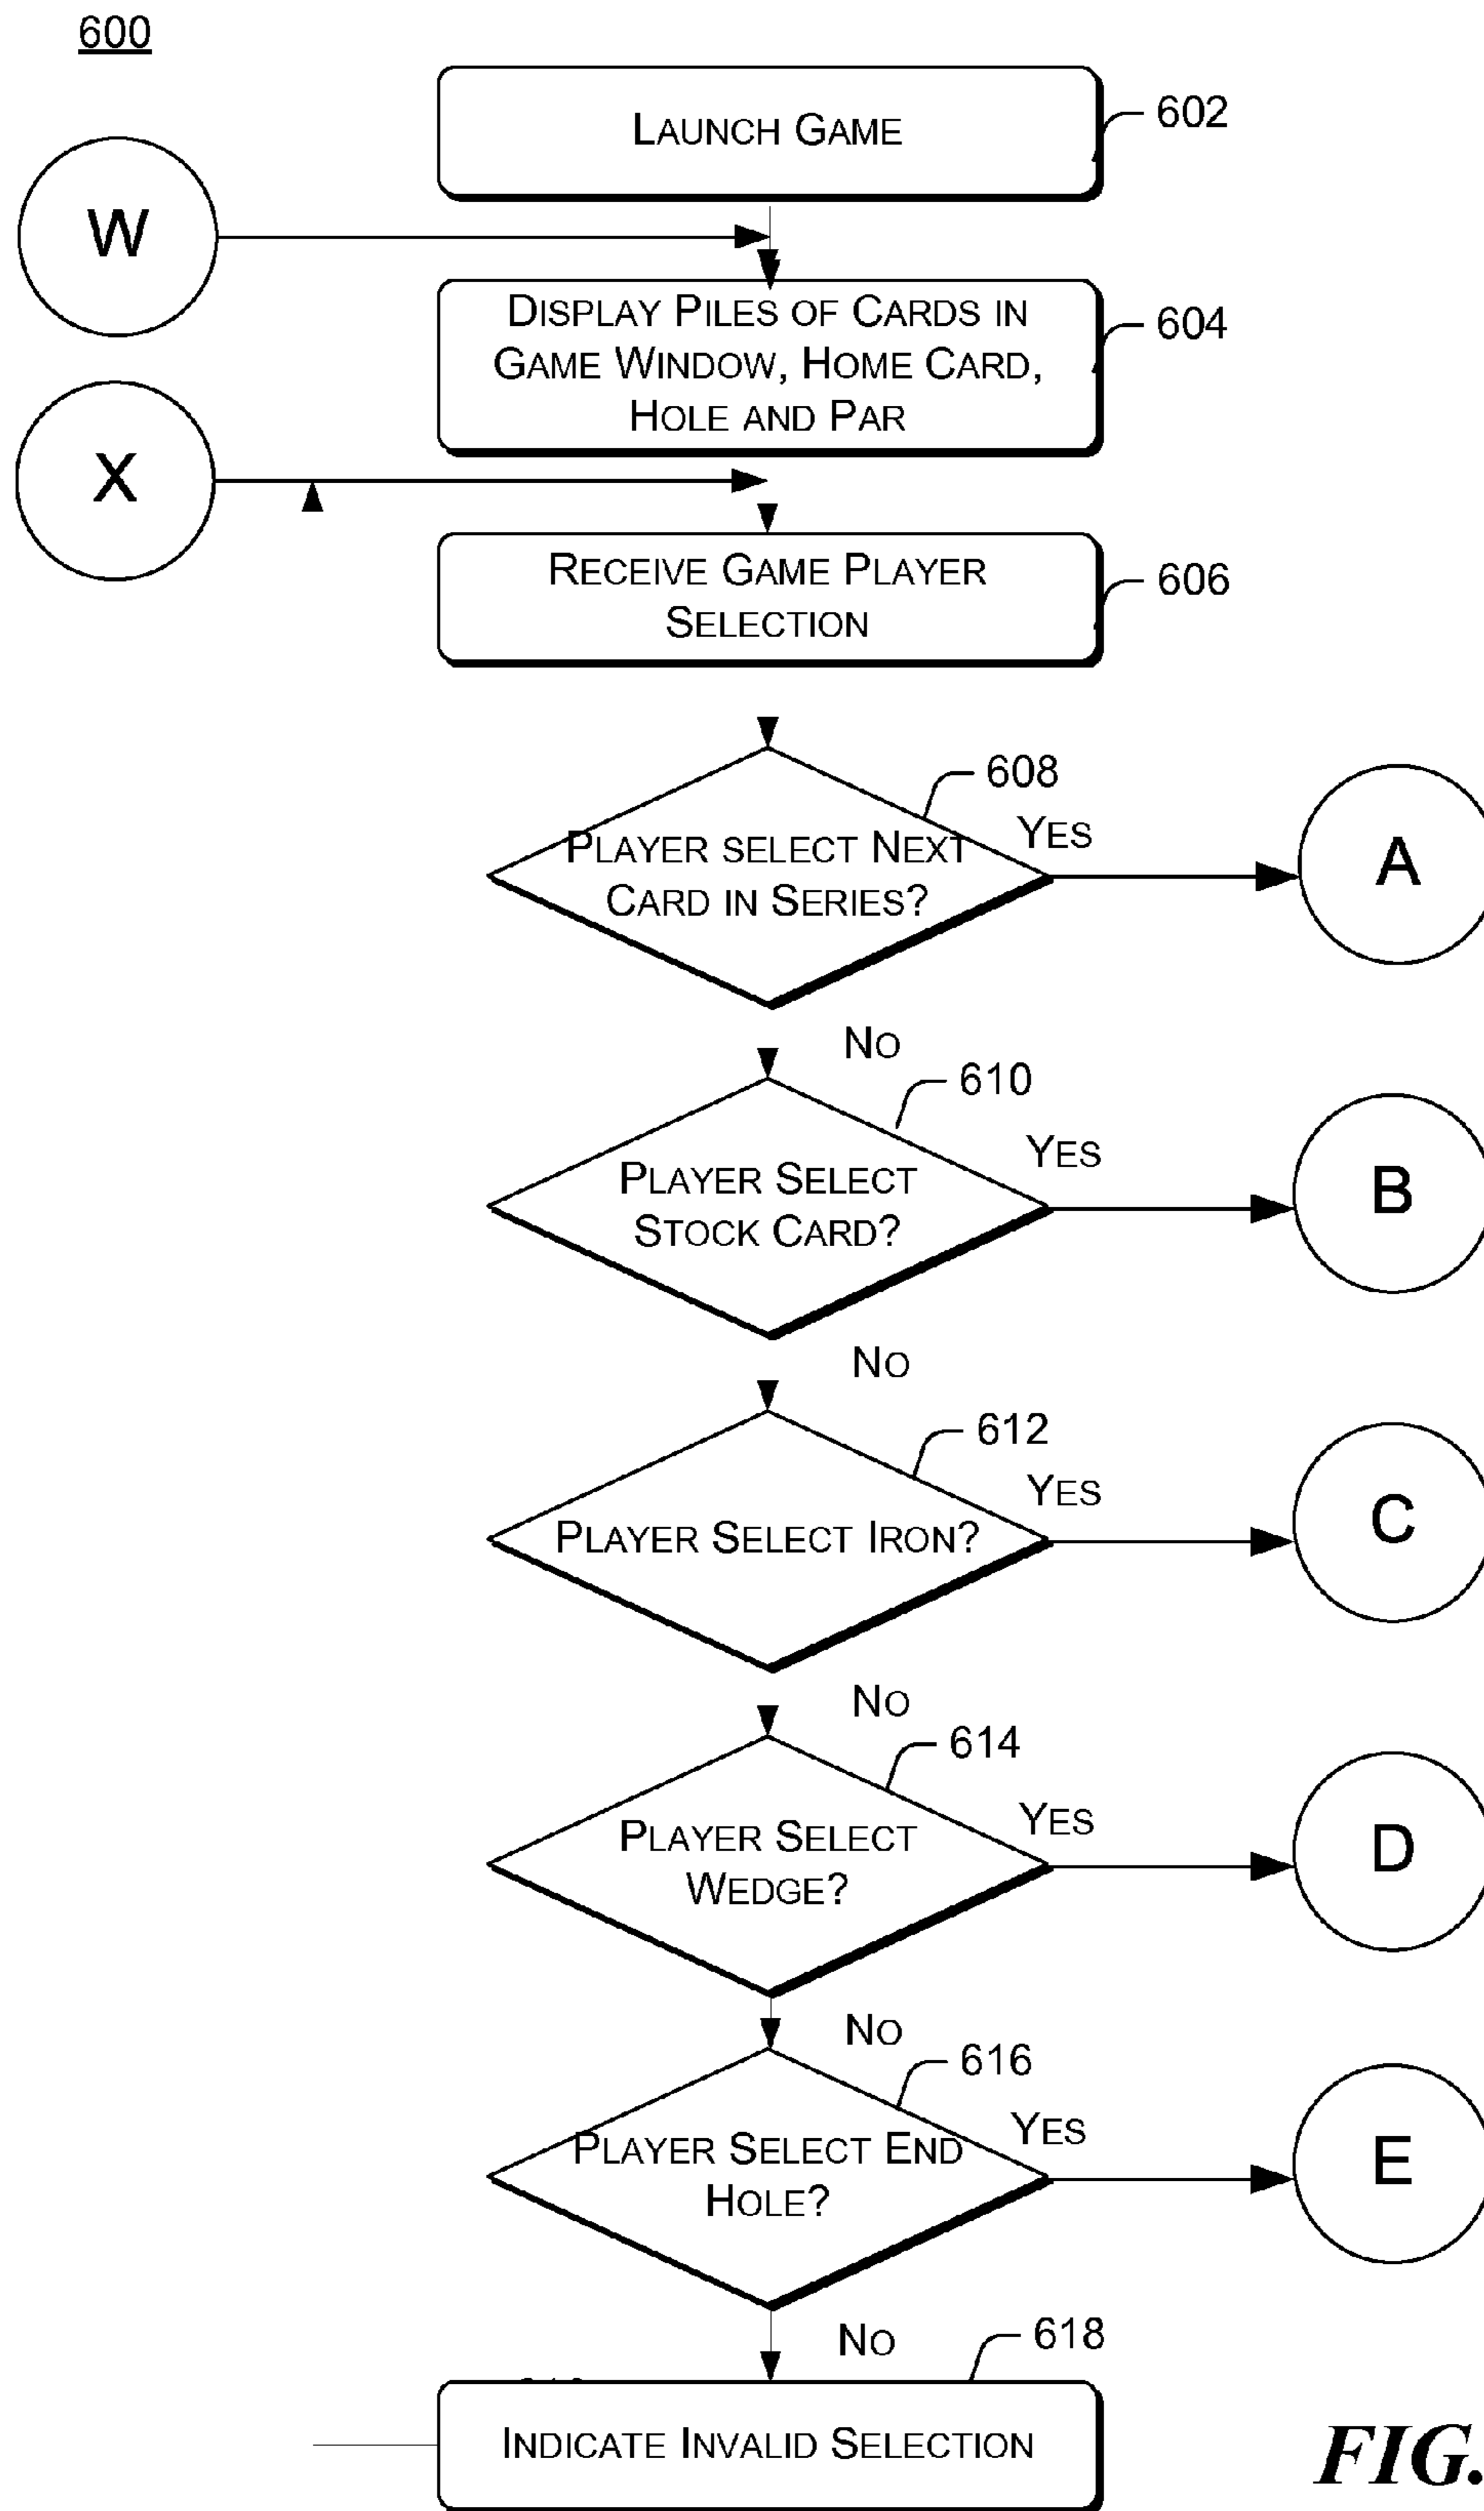 600
LAUNCH GAME
602
W
DISPLAY PILES OF CARDS IN
GAME WINDOW, HOME CARD,
HOLE AND PAR
604
X
RECEIVE GAME PLAYER
SELECTION
606
608
PLAYER SELECT NEXT
CARD IN SERIES?
YES
A
NO
610
PLAYER SELECT
STOCK CARD?
YES
B
NO
612
PLAYER SELECT IRON?
YES
C
NO
614
PLAYER SELECT
WEDGE?
YES
D
NO
616
PLAYER SELECT END
HOLE?
YES
E
NO
618
INDICATE INVALID SELECTION
FIG.